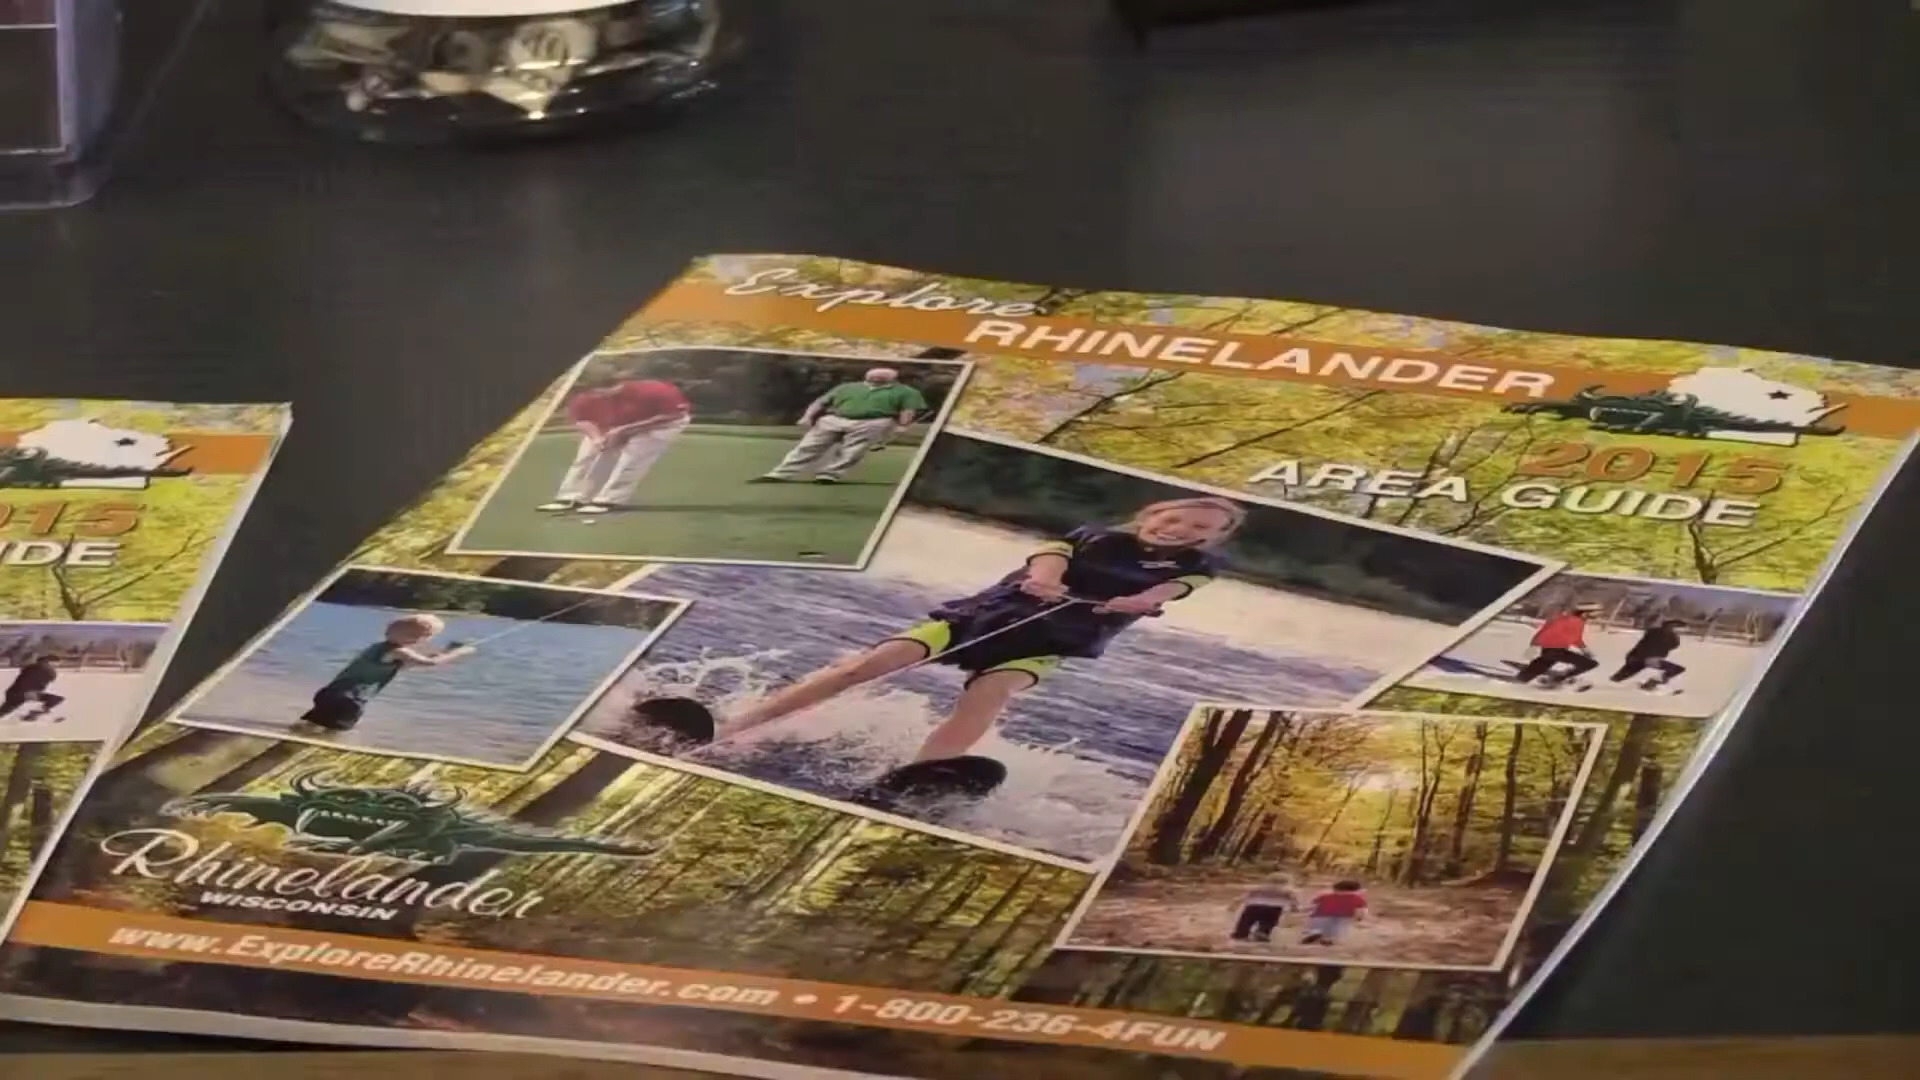 Explore
RHINELANDER
2015
AREA GUIDE
Rhinelander
WISCONSIN
www.ExploreRhinelander.com • 1-800-236-4FUN
015
IDE